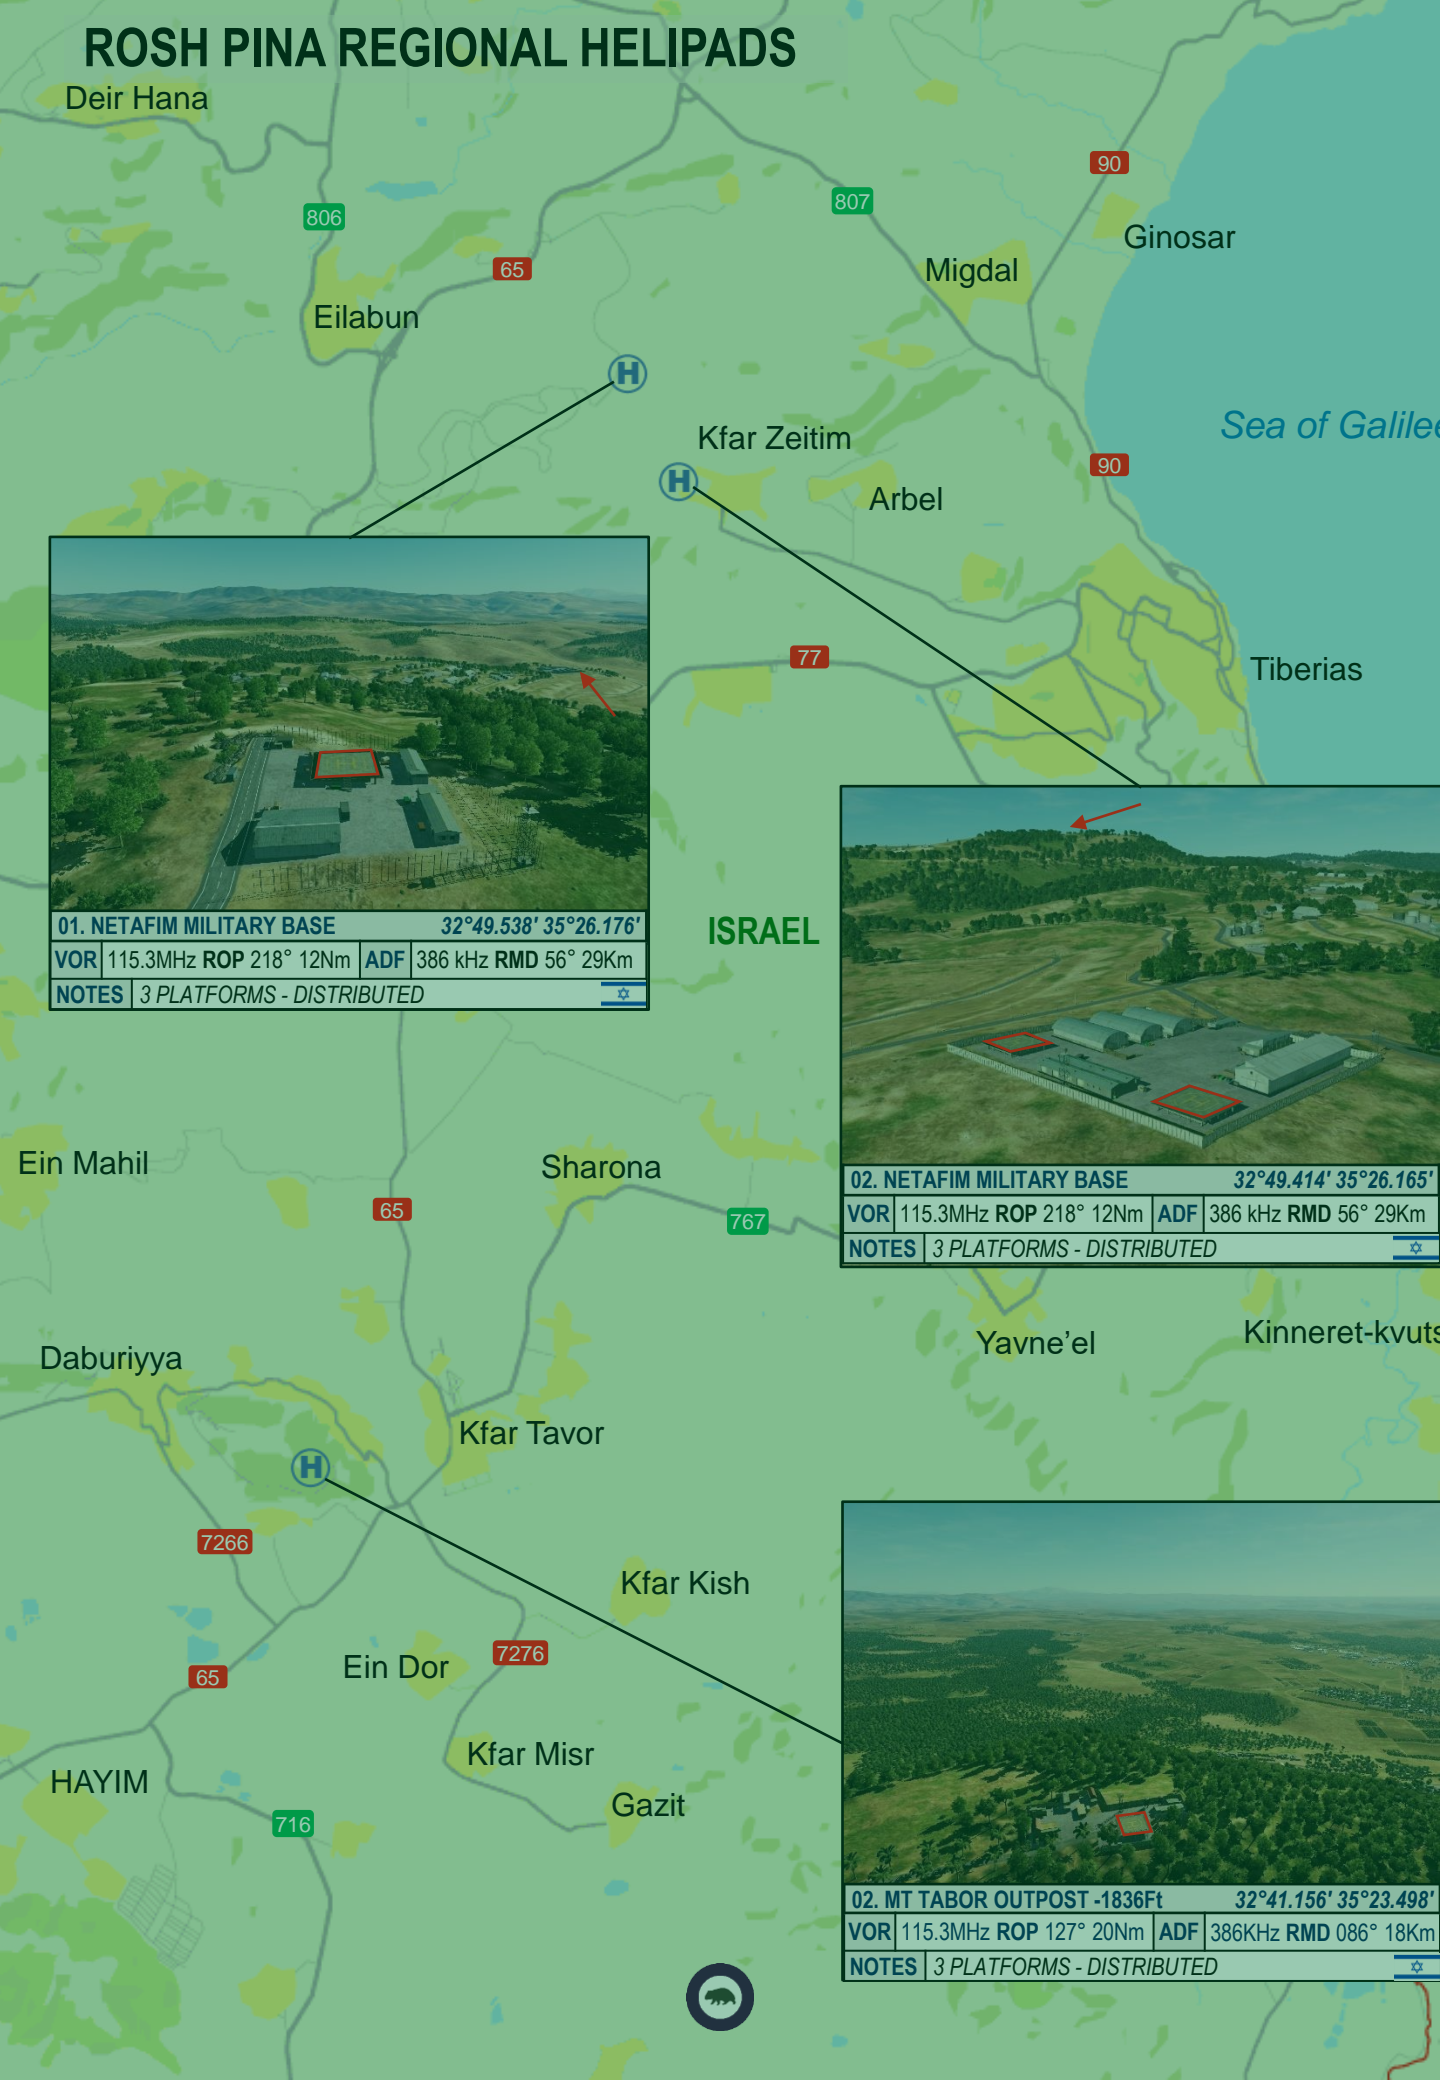 ROSH PINA REGIONAL HELIPADS
Deir Hana
90
806
807
Ginosar
65
Migdal
Eilabun
H
Sea of Galilee
Kfar Zeitim
90
H
Arbel
77
Tiberias
01. NETAFIM MILITARY BASE 32°49.538' 35°26.176'
VOR 115.3MHz ROP 218° 12Nm ADF 386 kHz RMD 56° 29Km
NOTES 3 PLATFORMS - DISTRIBUTED
ISRAEL
Ein Mahil
Sharona
65
767
02. NETAFIM MILITARY BASE 32°49.414' 35°26.165'
VOR 115.3MHz ROP 218° 12Nm ADF 386 kHz RMD 56° 29Km
NOTES 3 PLATFORMS - DISTRIBUTED
Yavne’el
Kinneret-kvuts
Daburiyya
Kfar Tavor
H
7266
Kfar Kish
7276
Ein Dor
65
Kfar Misr
HAYIM
Gazit
716
02. MT TABOR OUTPOST -1836Ft 32°41.156' 35°23.498'
VOR 115.3MHz ROP 127° 20Nm ADF 386KHz RMD 086° 18Km
NOTES 3 PLATFORMS - DISTRIBUTED